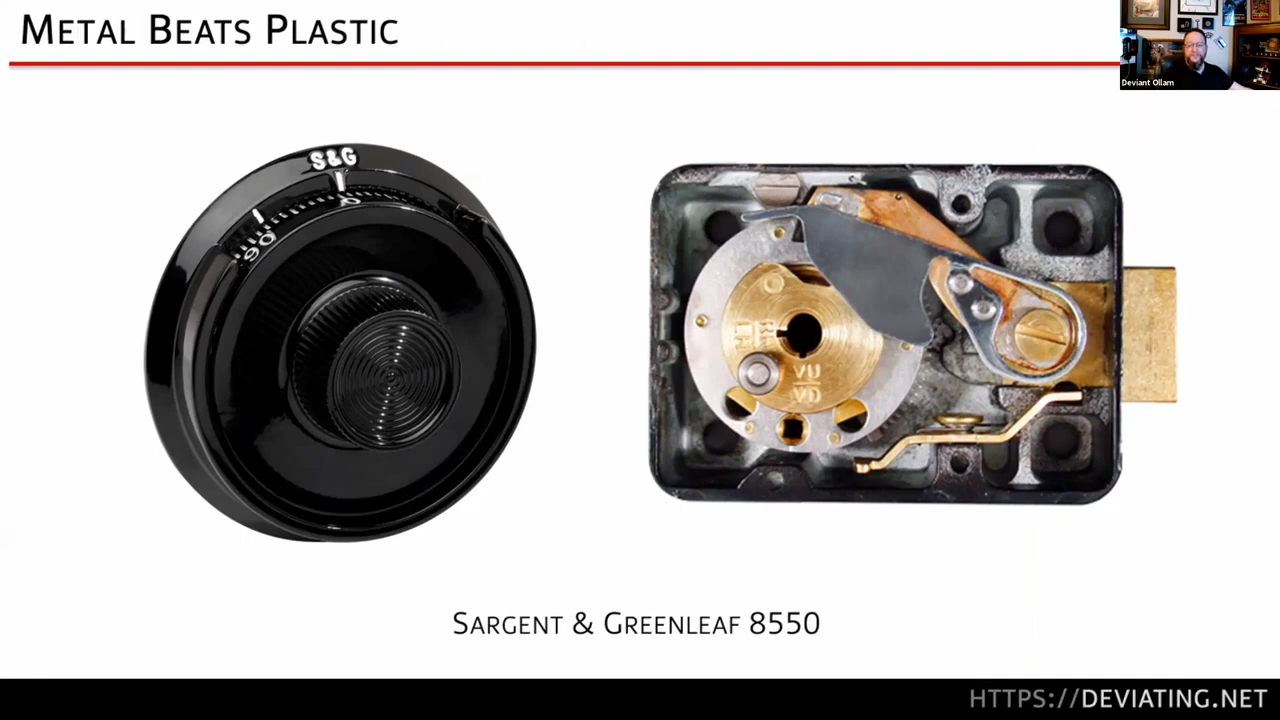 METAL BEATS PLASTIC
Deviant Ollam
S&G
0
90
VU
VD
SARGENT & GREENLEAF 8550
HTTPS://DEVIATING.NET